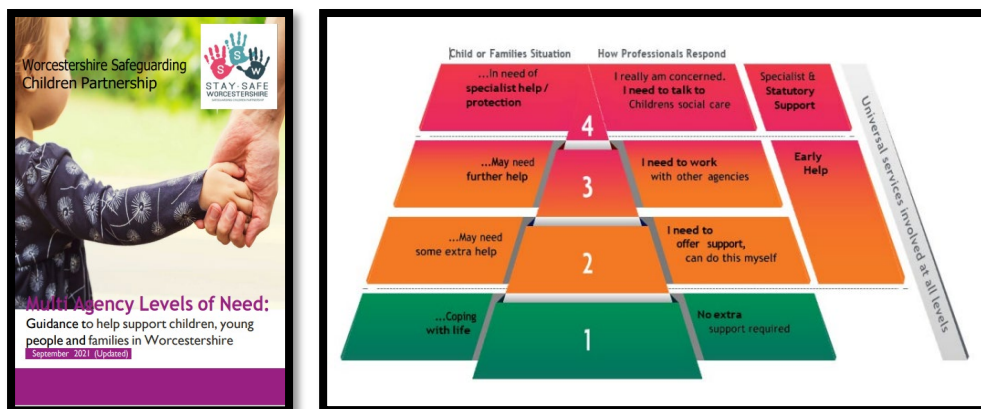 Worcestershire Safeguarding
Children Partnership
S S W
STAY-SAFE
WORCESTERSHIRE
SAFEGUARDING CHILDREN PARTNERSHIP
Multi Agency Levels of Need:
Guidance to help support children, young
people and families in Worcestershire
September 2021 (Updated)
Child or Families Situation
How Professionals Respond
...In need of
specialist help /
protection
4
I really am concerned.
I need to talk to
Childrens social care
Specialist &
Statutory
Support
...May need
further help
3
I need to work
with other agencies
Early
Help
...May need
some extra help
2
I need to
offer support,
can do this myself
...Coping
with life
1
No extra
support required
Universal services involved at all levels